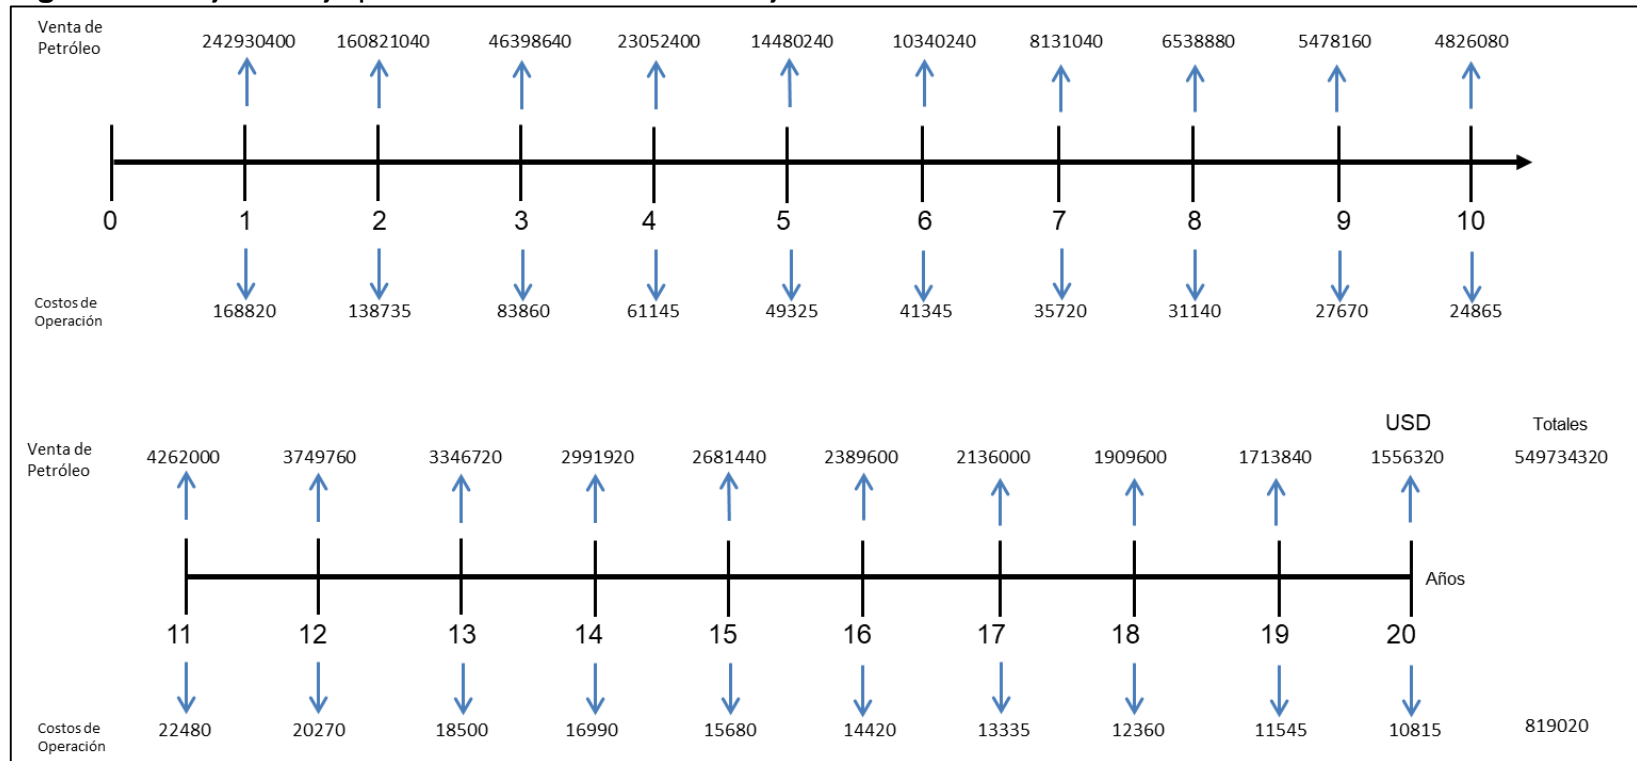 Venta de
Petróleo
242930400 160821040 46398640 23052400 14480240 10340240 8131040 6538880 5478160 4826080
0 1 2 3 4 5 6 7 8 9 10
Costos de
Operación
168820 138735 83860 61145 49325 41345 35720 31140 27670 24865
USD Totales
Venta de
Petróleo
4262000 3749760 3346720 2991920 2681440 2389600 2136000 1909600 1713840 1556320 549734320
Años
11 12 13 14 15 16 17 18 19 20
Costos de
Operación
22480 20270 18500 16990 15680 14420 13335 12360 11545 10815 819020